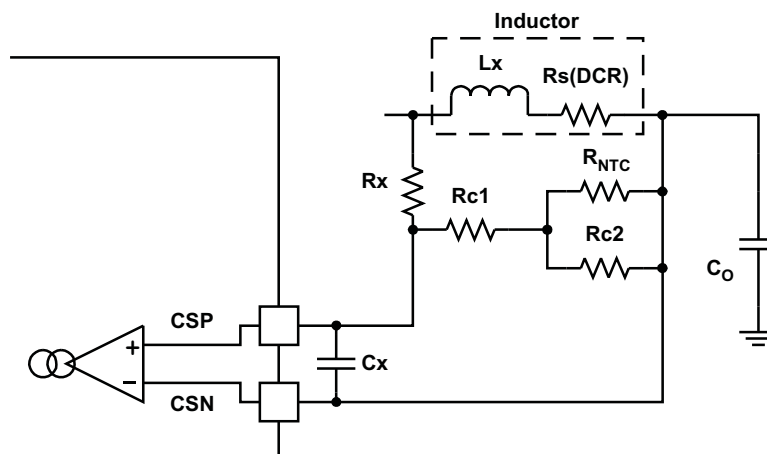 Inductor
Lx
Rs(DCR)
Rx
Rc1
RNTC
Rc2
CO
CSP
+
Cx
−
CSN